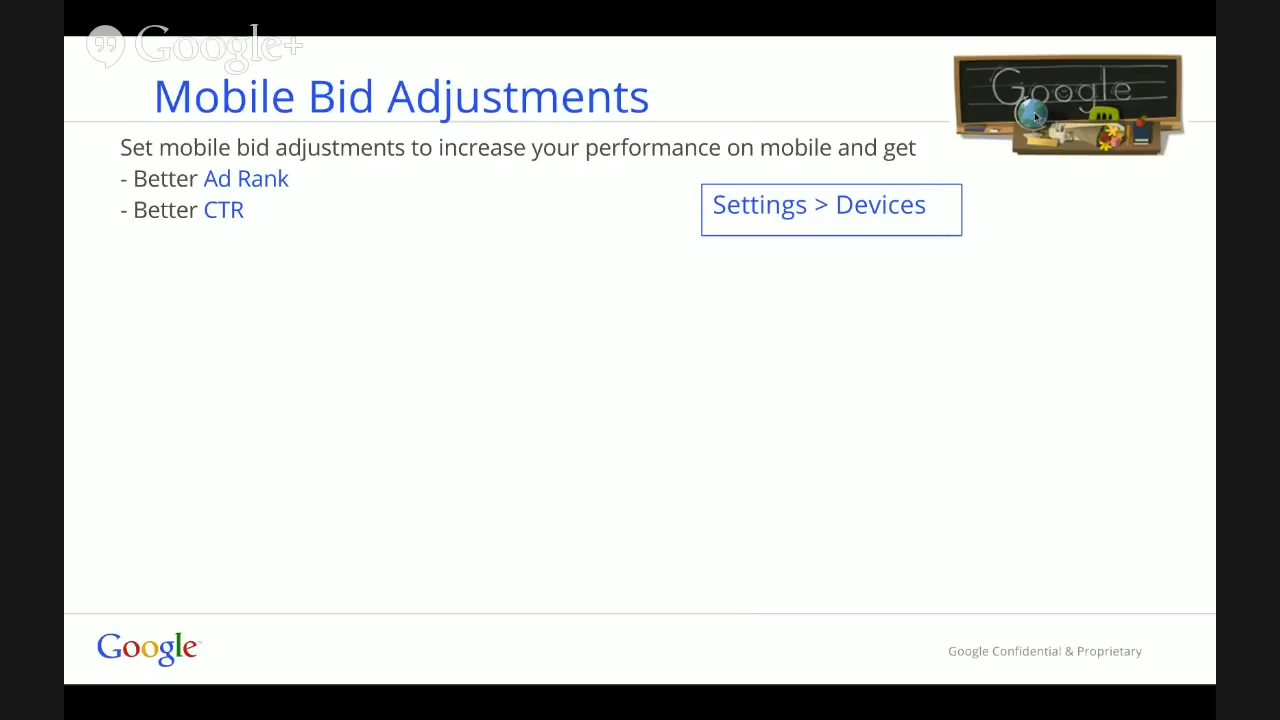 Google+
Mobile Bid Adjustments
Google
Set mobile bid adjustments to increase your performance on mobile and get
- Better Ad Rank
- Better CTR
Settings > Devices
Google
Google Confidential & Proprietary